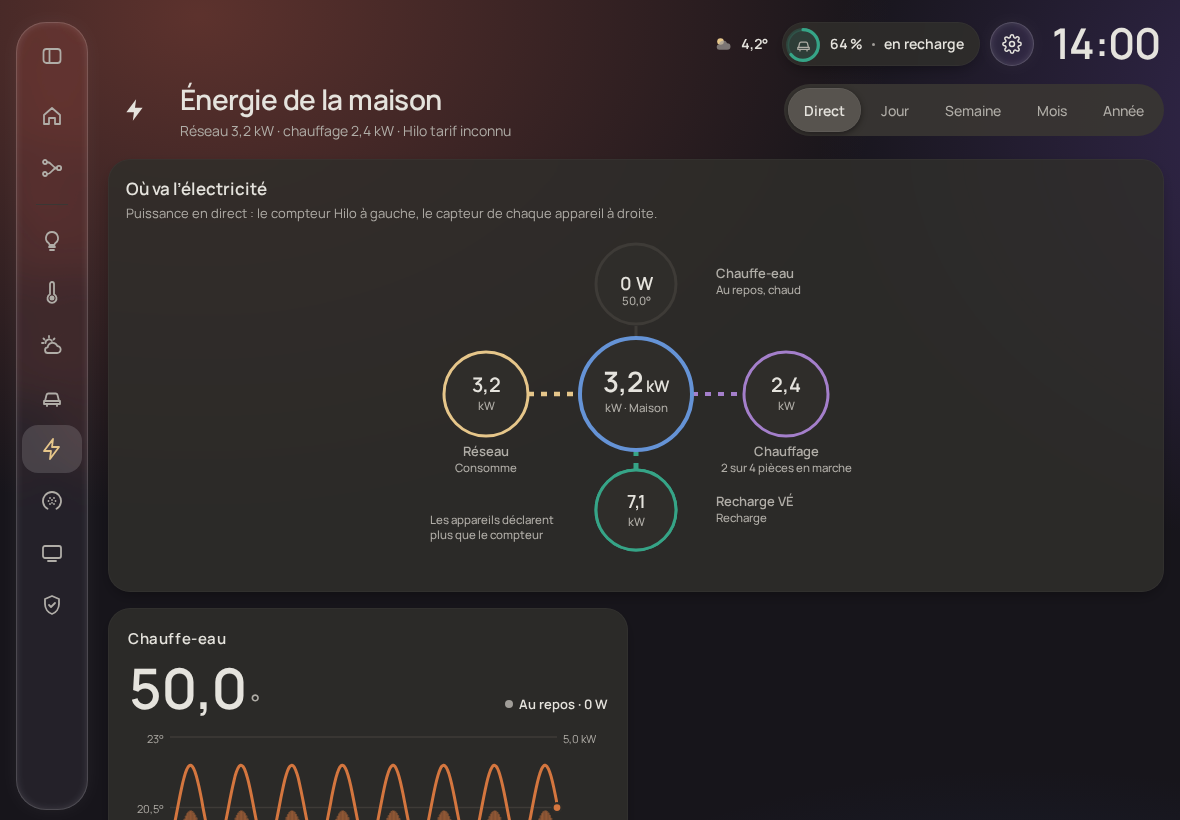 4,2°
64 % · en recharge
14:00
Énergie de la maison
Réseau 3,2 kW · chauffage 2,4 kW · Hilo tarif inconnu
Direct
Jour
Semaine
Mois
Année
Où va l’électricité
Puissance en direct : le compteur Hilo à gauche, le capteur de chaque appareil à droite.
0 W
50,0°
Chauffe-eau
Au repos, chaud
3,2
kW
Réseau
Consomme
3,2 kW
kW · Maison
2,4
kW
Chauffage
2 sur 4 pièces en marche
7,1
kW
Recharge VÉ
Recharge
Les appareils déclarent
plus que le compteur
Chauffe-eau
50,0°
Au repos · 0 W
23°
5,0 kW
20,5°